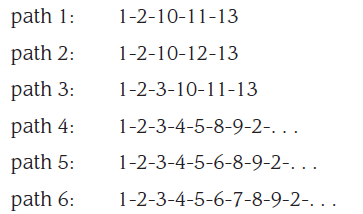 path 1: 1-2-10-11-13
path 2: 1-2-10-12-13
path 3: 1-2-3-10-11-13
path 4: 1-2-3-4-5-8-9-2-. . .
path 5: 1-2-3-4-5-6-8-9-2-. . .
path 6: 1-2-3-4-5-6-7-8-9-2-. . .